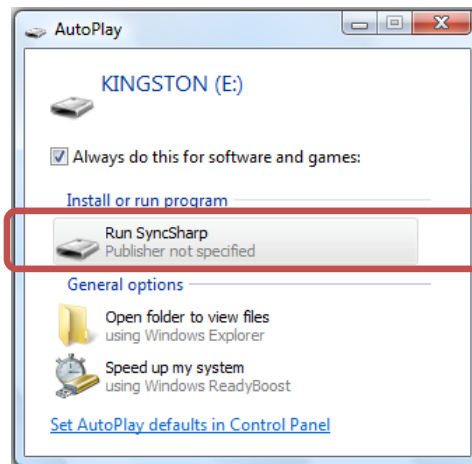 AutoPlay
KINGSTON (E:)
Always do this for software and games:
Install or run program
Run SyncSharp
Publisher not specified
General options
Open folder to view files
using Windows Explorer
Speed up my system
using Windows ReadyBoost
Set AutoPlay defaults in Control Panel